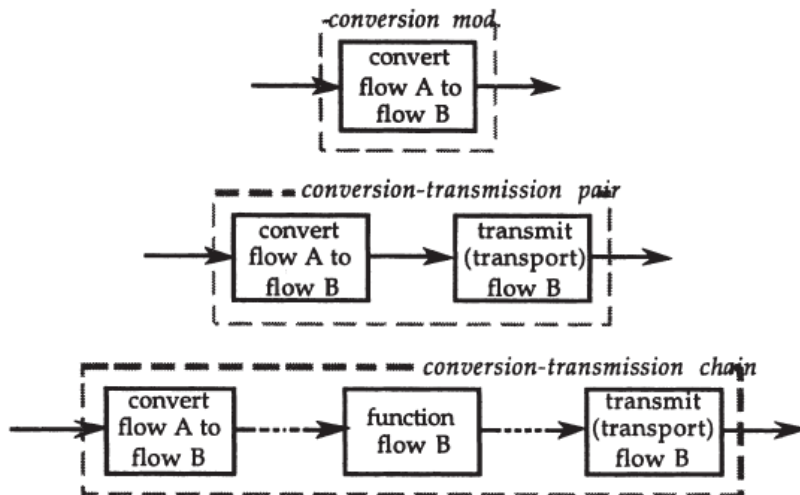 conversion mod.
convert
flow A to
flow B
conversion-transmission pair
convert
flow A to
flow B
transmit
(transport)
flow B
conversion-transmission chain
convert
flow A to
flow B
function
flow B
transmit
(transport)
flow B